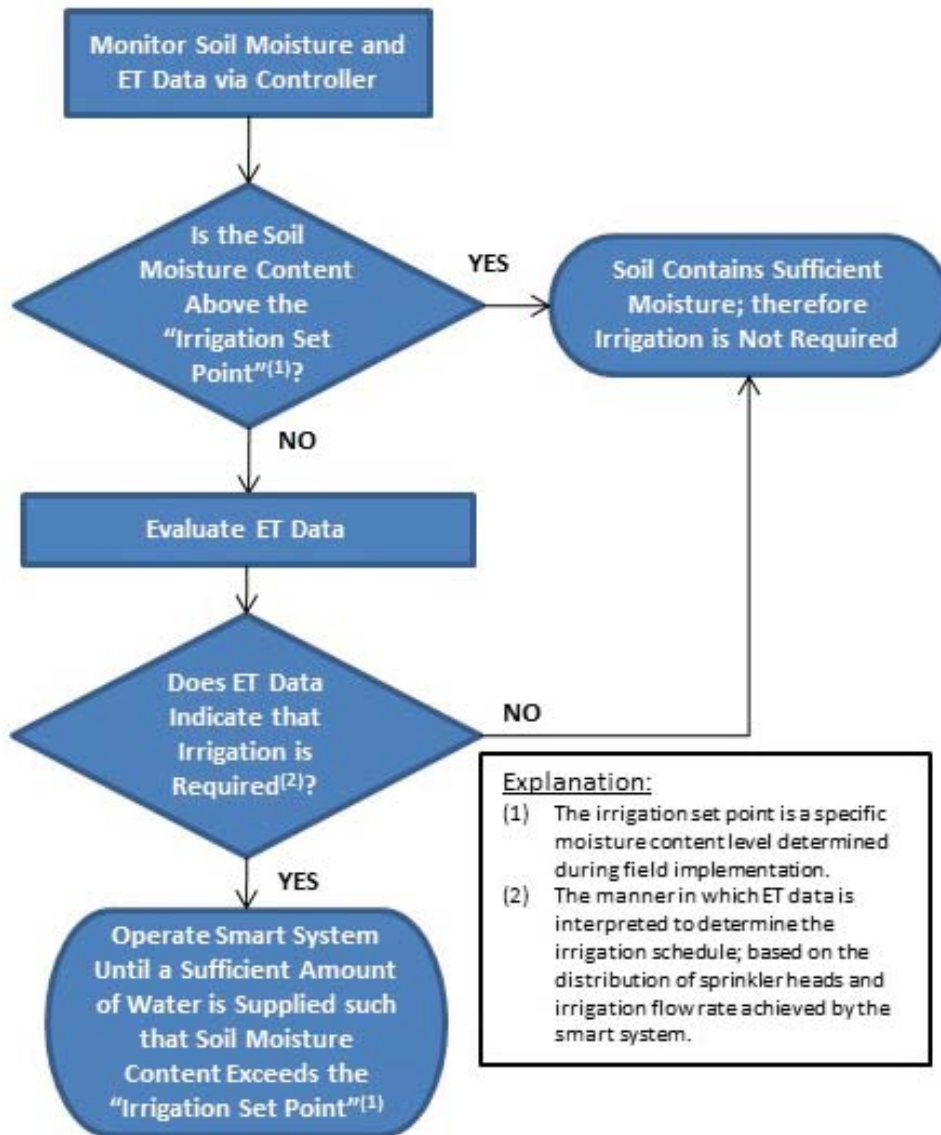 Monitor Soil Moisture and
ET Data via Controller
Is the Soil
Moisture Content
Above the
“Irrigation Set
Point”(1)?
YES
Soil Contains Sufficient
Moisture; therefore
Irrigation is Not Required
NO
Evaluate ET Data
Does ET Data
Indicate that
Irrigation is
Required(2)?
NO
YES
Operate Smart System
Until a Sufficient Amount
of Water is Supplied such
that Soil Moisture
Content Exceeds the
“Irrigation Set Point”(1)
Explanation:
(1) The irrigation set point is a specific
moisture content level determined
during field implementation.
(2) The manner in which ET data is
interpreted to determine the
irrigation schedule; based on the
distribution of sprinkler heads and
irrigation flow rate achieved by the
smart system.